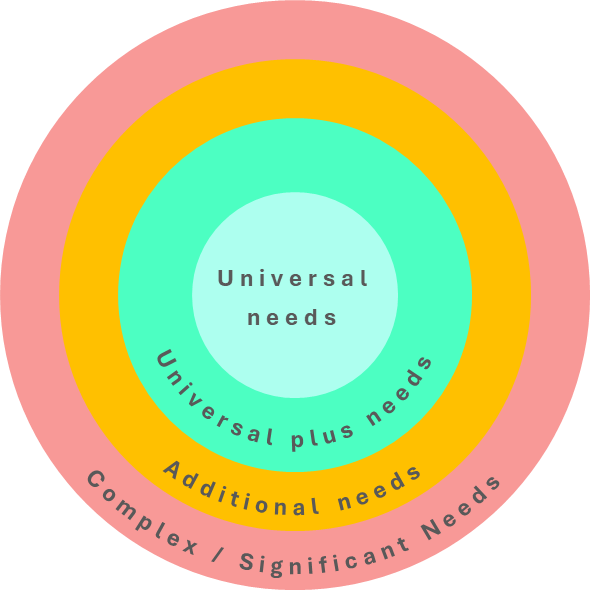 Universal
needs
Universal plus needs
Additional needs
Complex / Significant Needs